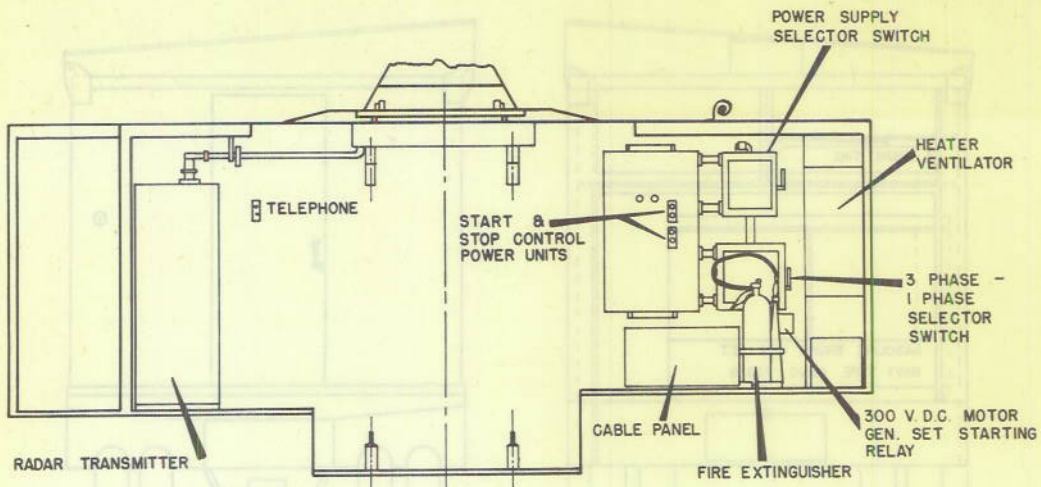 POWER SUPPLY
SELECTOR SWITCH
HEATER
VENTILATOR
TELEPHONE
START &
STOP CONTROL
POWER UNITS
3 PHASE -
1 PHASE
SELECTOR
SWITCH
CABLE PANEL
300 V. D.C. MOTOR
GEN. SET STARTING
RELAY
RADAR TRANSMITTER
FIRE EXTINGUISHER